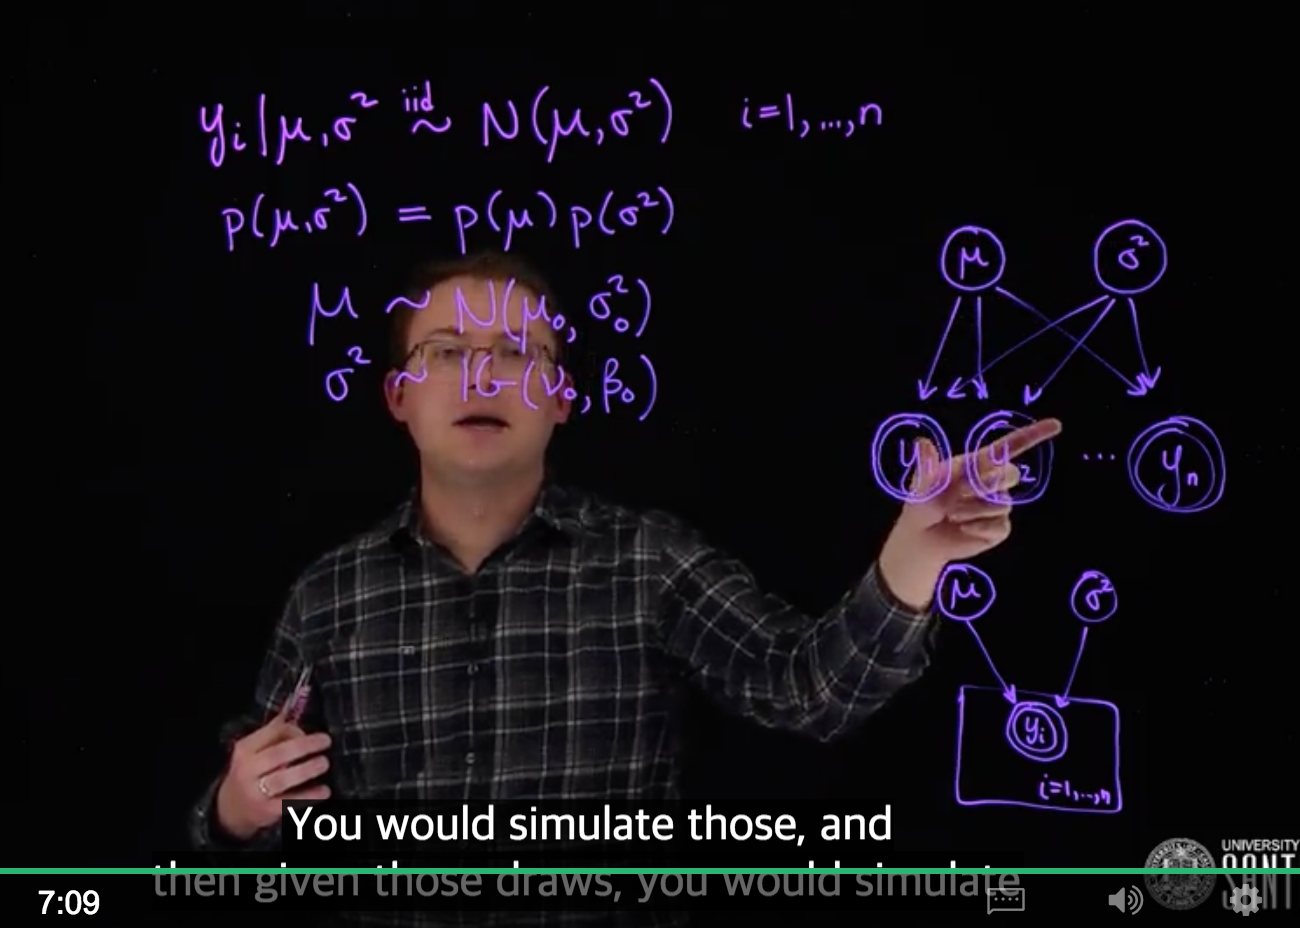 yᵢ | μ, σ² iid ~ N(μ, σ²) i=1, ..., n
p(μ, σ²) = p(μ) p(σ²)
μ ~ N(μ₀, σ₀²)
σ² ~ IG(ν₀, β₀)
μ σ²
y₁ y₂ ... yₙ
μ σ²
yᵢ
i=1, ..., n
You would simulate those, and
then given those draws, you would simulate
7:09
UNIVERSITY